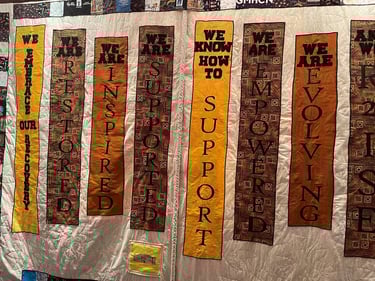 WE
EMBRACE
OUR
RECOVERY
WE
ARE
RESTORED
WE
ARE
INSPIRED
WE
ARE
SUPPORTED
WE
KNOW
HOW
TO
SUPPORT
WE
ARE
EMPOWERED
WE
ARE
EVOLVING